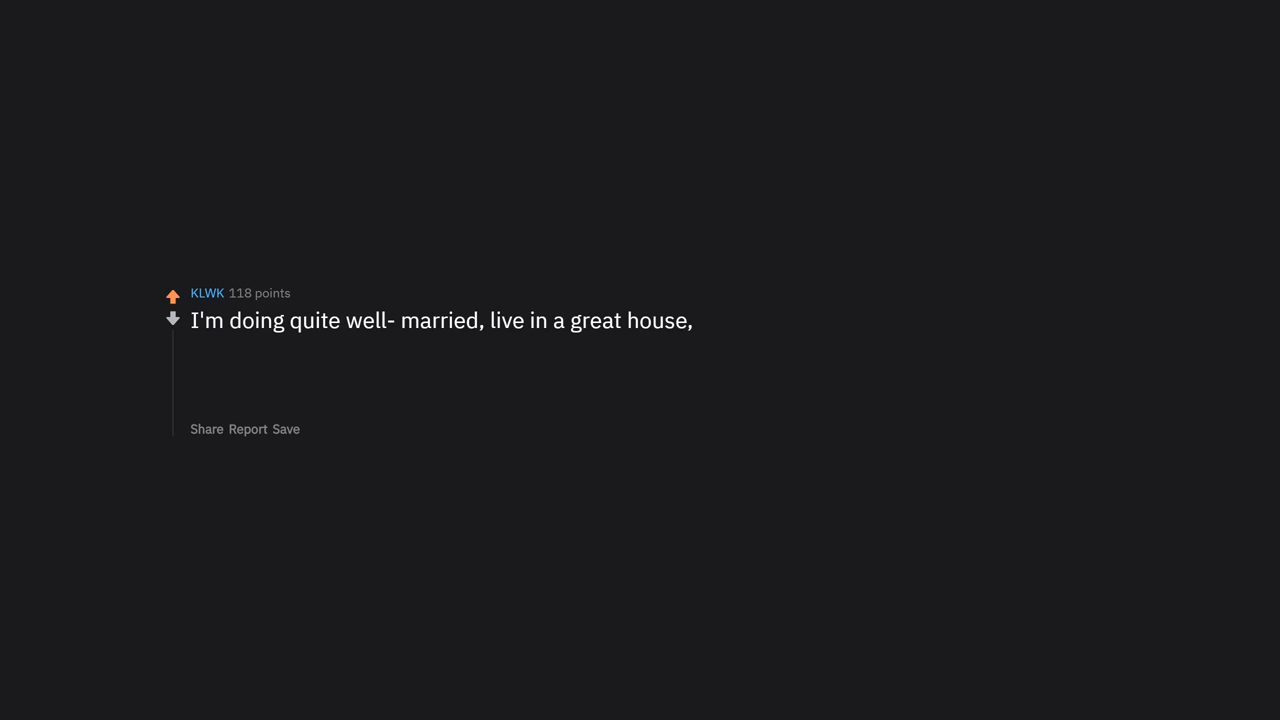 KLWK 118 points
I'm doing quite well- married, live in a great house,
Share Report Save